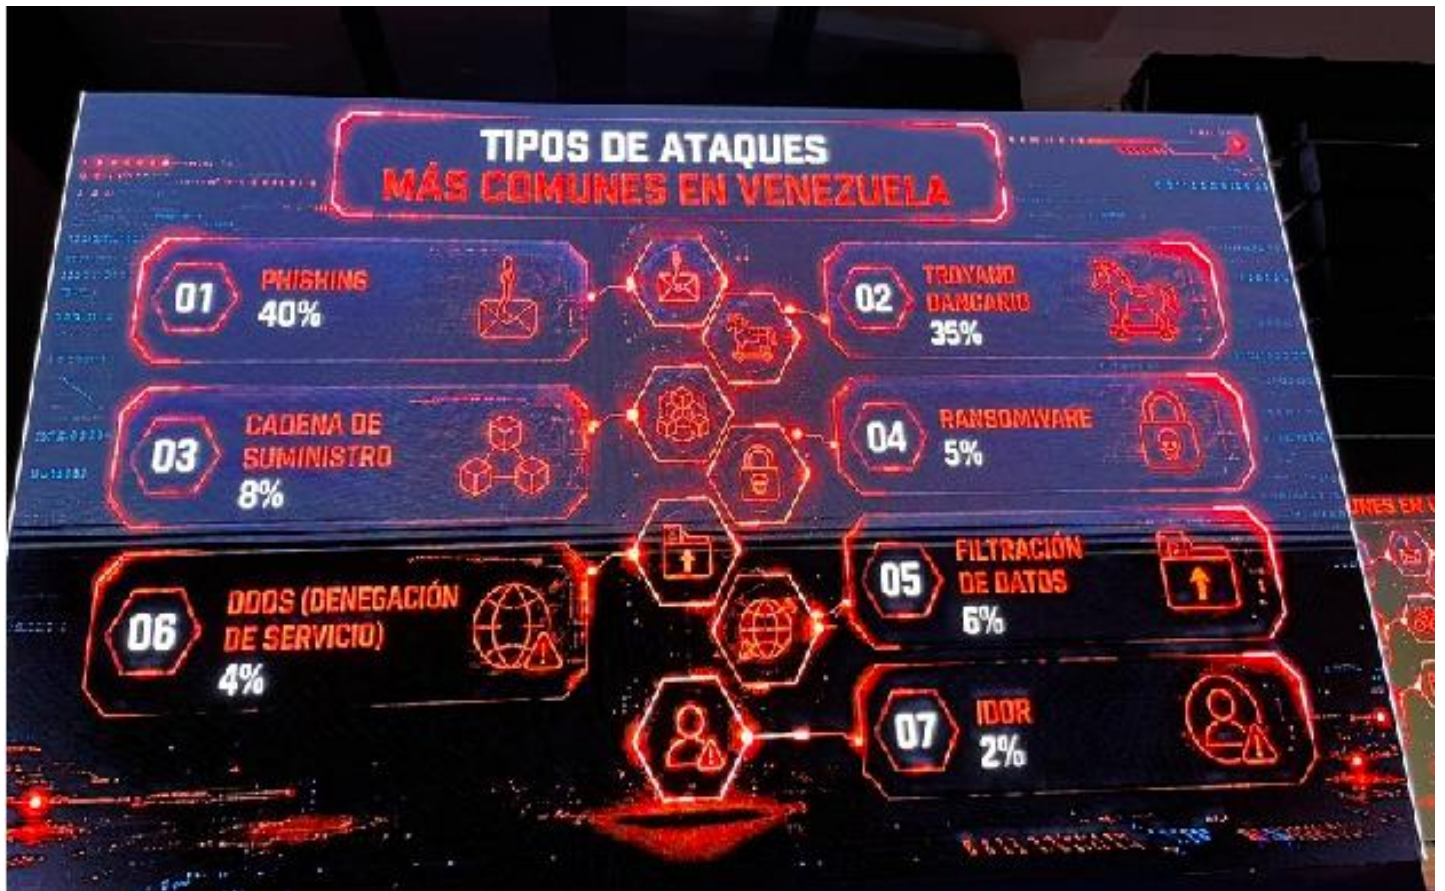 TIPOS DE ATAQUES
MÁS COMUNES EN VENEZUELA
01
PHISHING
40%
02
TROYANO
BANCARIO
35%
03
CADENA DE
SUMINISTRO
8%
04
RANSOMWARE
5%
05
FILTRACIÓN
DE DATOS
6%
06
DDOS (DENEGACIÓN
DE SERVICIO)
4%
07
IDOR
2%